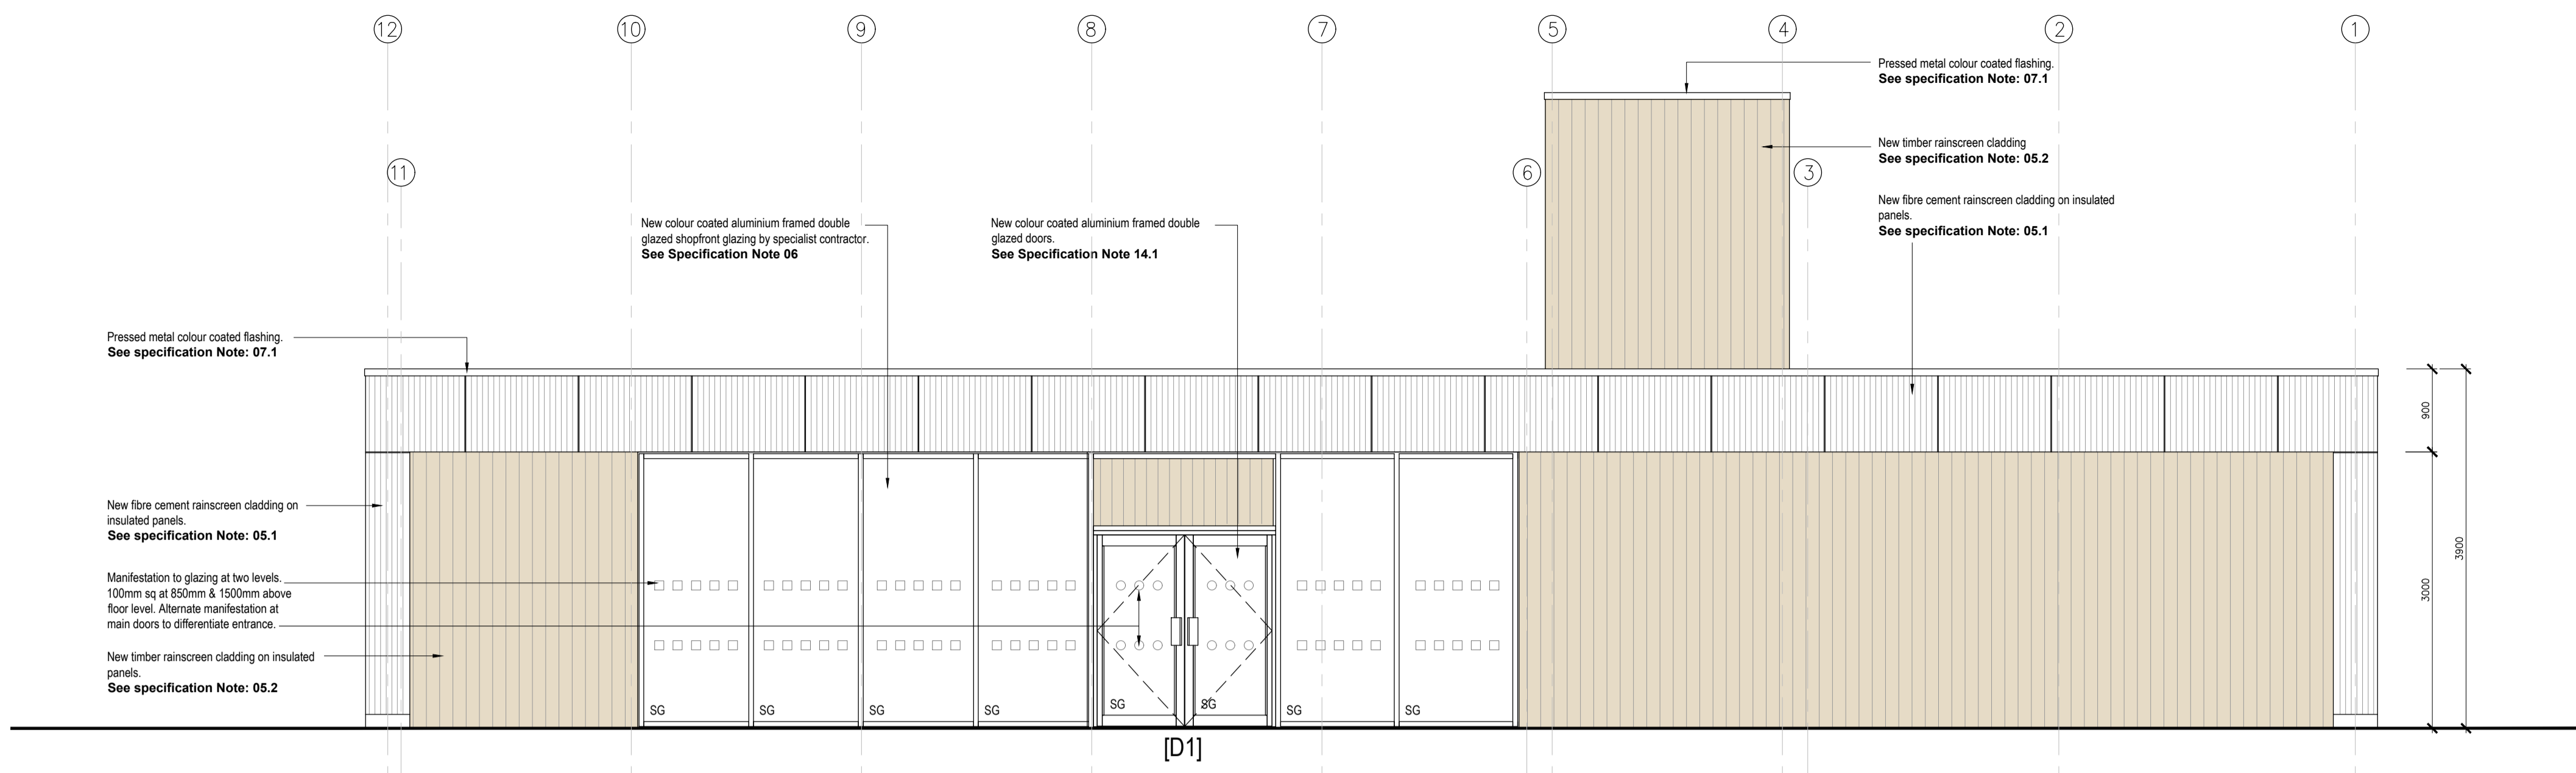 12
10
9
8
7
5
4
2
1
11
6
3
Pressed metal colour coated flashing.
See specification Note: 07.1
New timber rainscreen cladding
See specification Note: 05.2
New fibre cement rainscreen cladding on insulated
panels.
See specification Note: 05.1
New colour coated aluminium framed double
glazed shopfront glazing by specialist contractor.
See Specification Note 06
New colour coated aluminium framed double
glazed doors.
See Specification Note 14.1
Pressed metal colour coated flashing.
See specification Note: 07.1
New fibre cement rainscreen cladding on
insulated panels.
See specification Note: 05.1
Manifestation to glazing at two levels.
100mm sq at 850mm & 1500mm above
floor level. Alternate manifestation at
main doors to differentiate entrance.
New timber rainscreen cladding on insulated
panels.
See specification Note: 05.2
900
3900
3000
SG
SG
SG
SG
SG
SG
SG
SG
[D1]